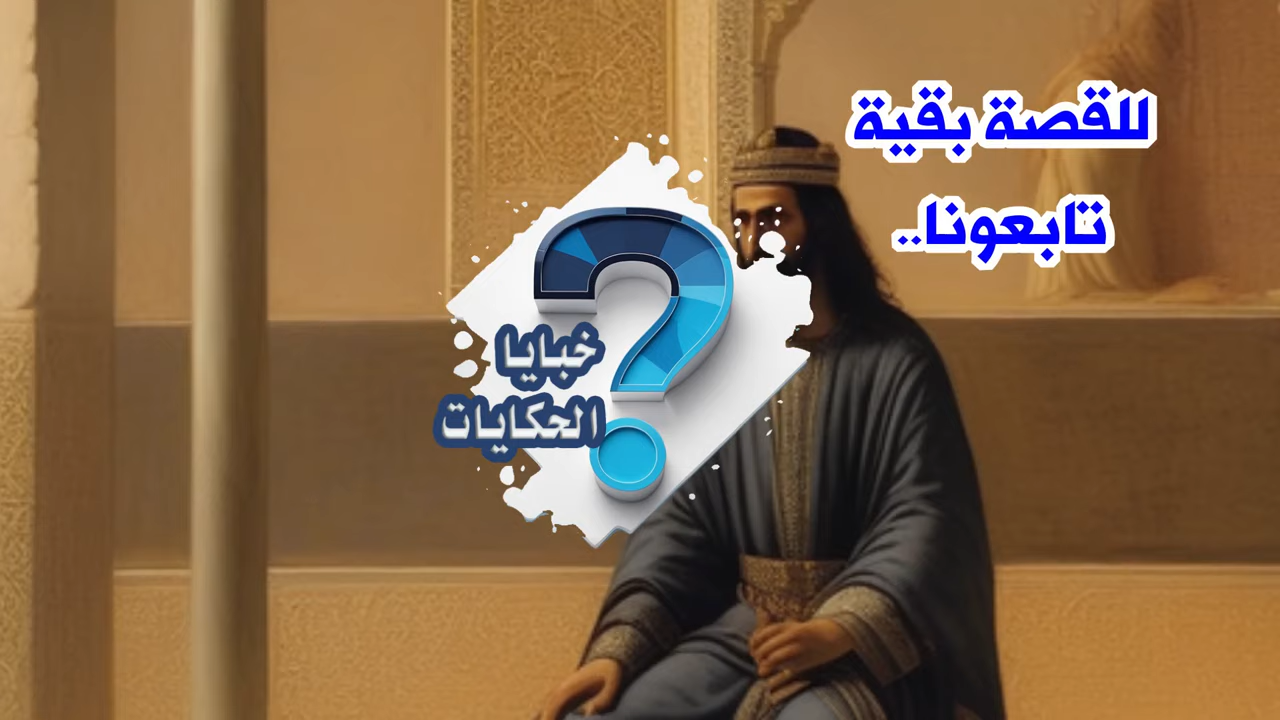 للقصة بقية
تابعونا..
خبايا
الحكايات